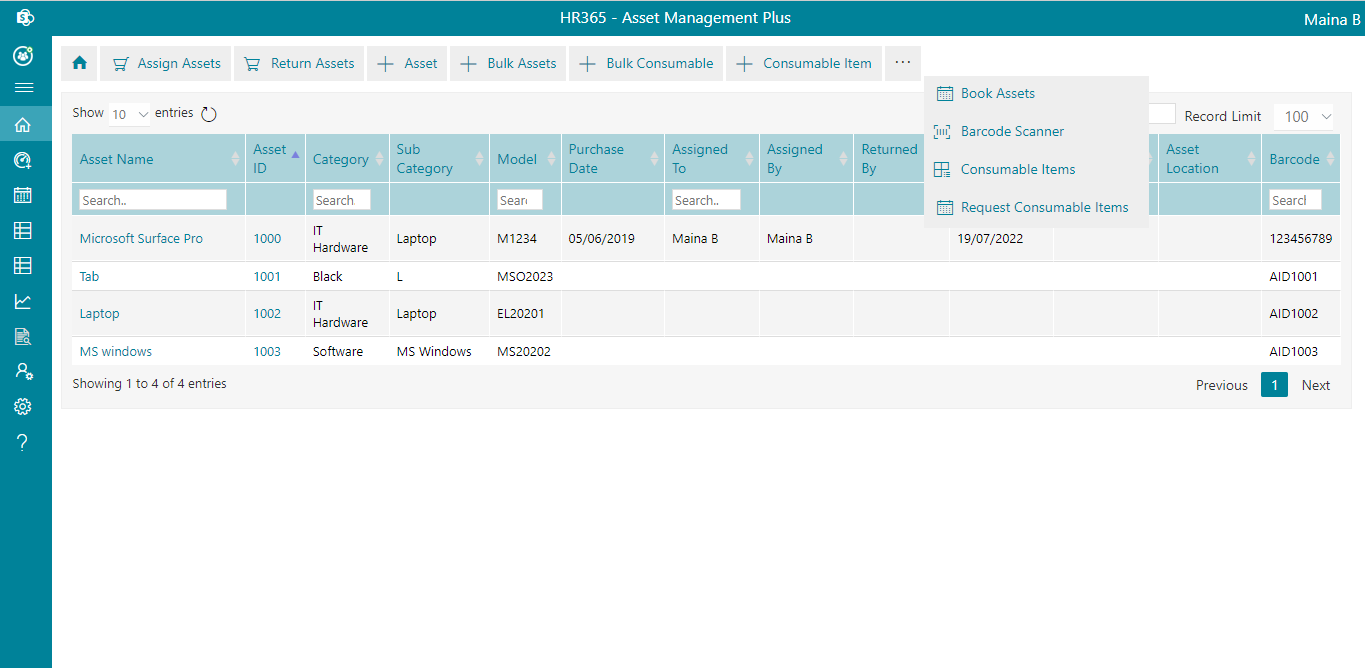 HR365 - Asset Management Plus
Maina B
Assign Assets
Return Assets
Asset
Bulk Assets
Bulk Consumable
Consumable Item
...
Book Assets
Barcode Scanner
Consumable Items
Request Consumable Items
Show 10 entries
Record Limit 100
Asset Name
Asset
ID
Category
Sub
Category
Model
Purchase
Date
Assigned
To
Assigned
By
Returned
By
Asset
Location
Barcode
Search.. Search. Search Search.. Search
Microsoft Surface Pro 1000 IT
Hardware Laptop M1234 05/06/2019 Maina B Maina B 19/07/2022 123456789
Tab 1001 Black L MSO2023 AID1001
Laptop 1002 IT
Hardware Laptop EL20201 AID1002
MS windows 1003 Software MS Windows MS20202 AID1003
Showing 1 to 4 of 4 entries
Previous 1 Next